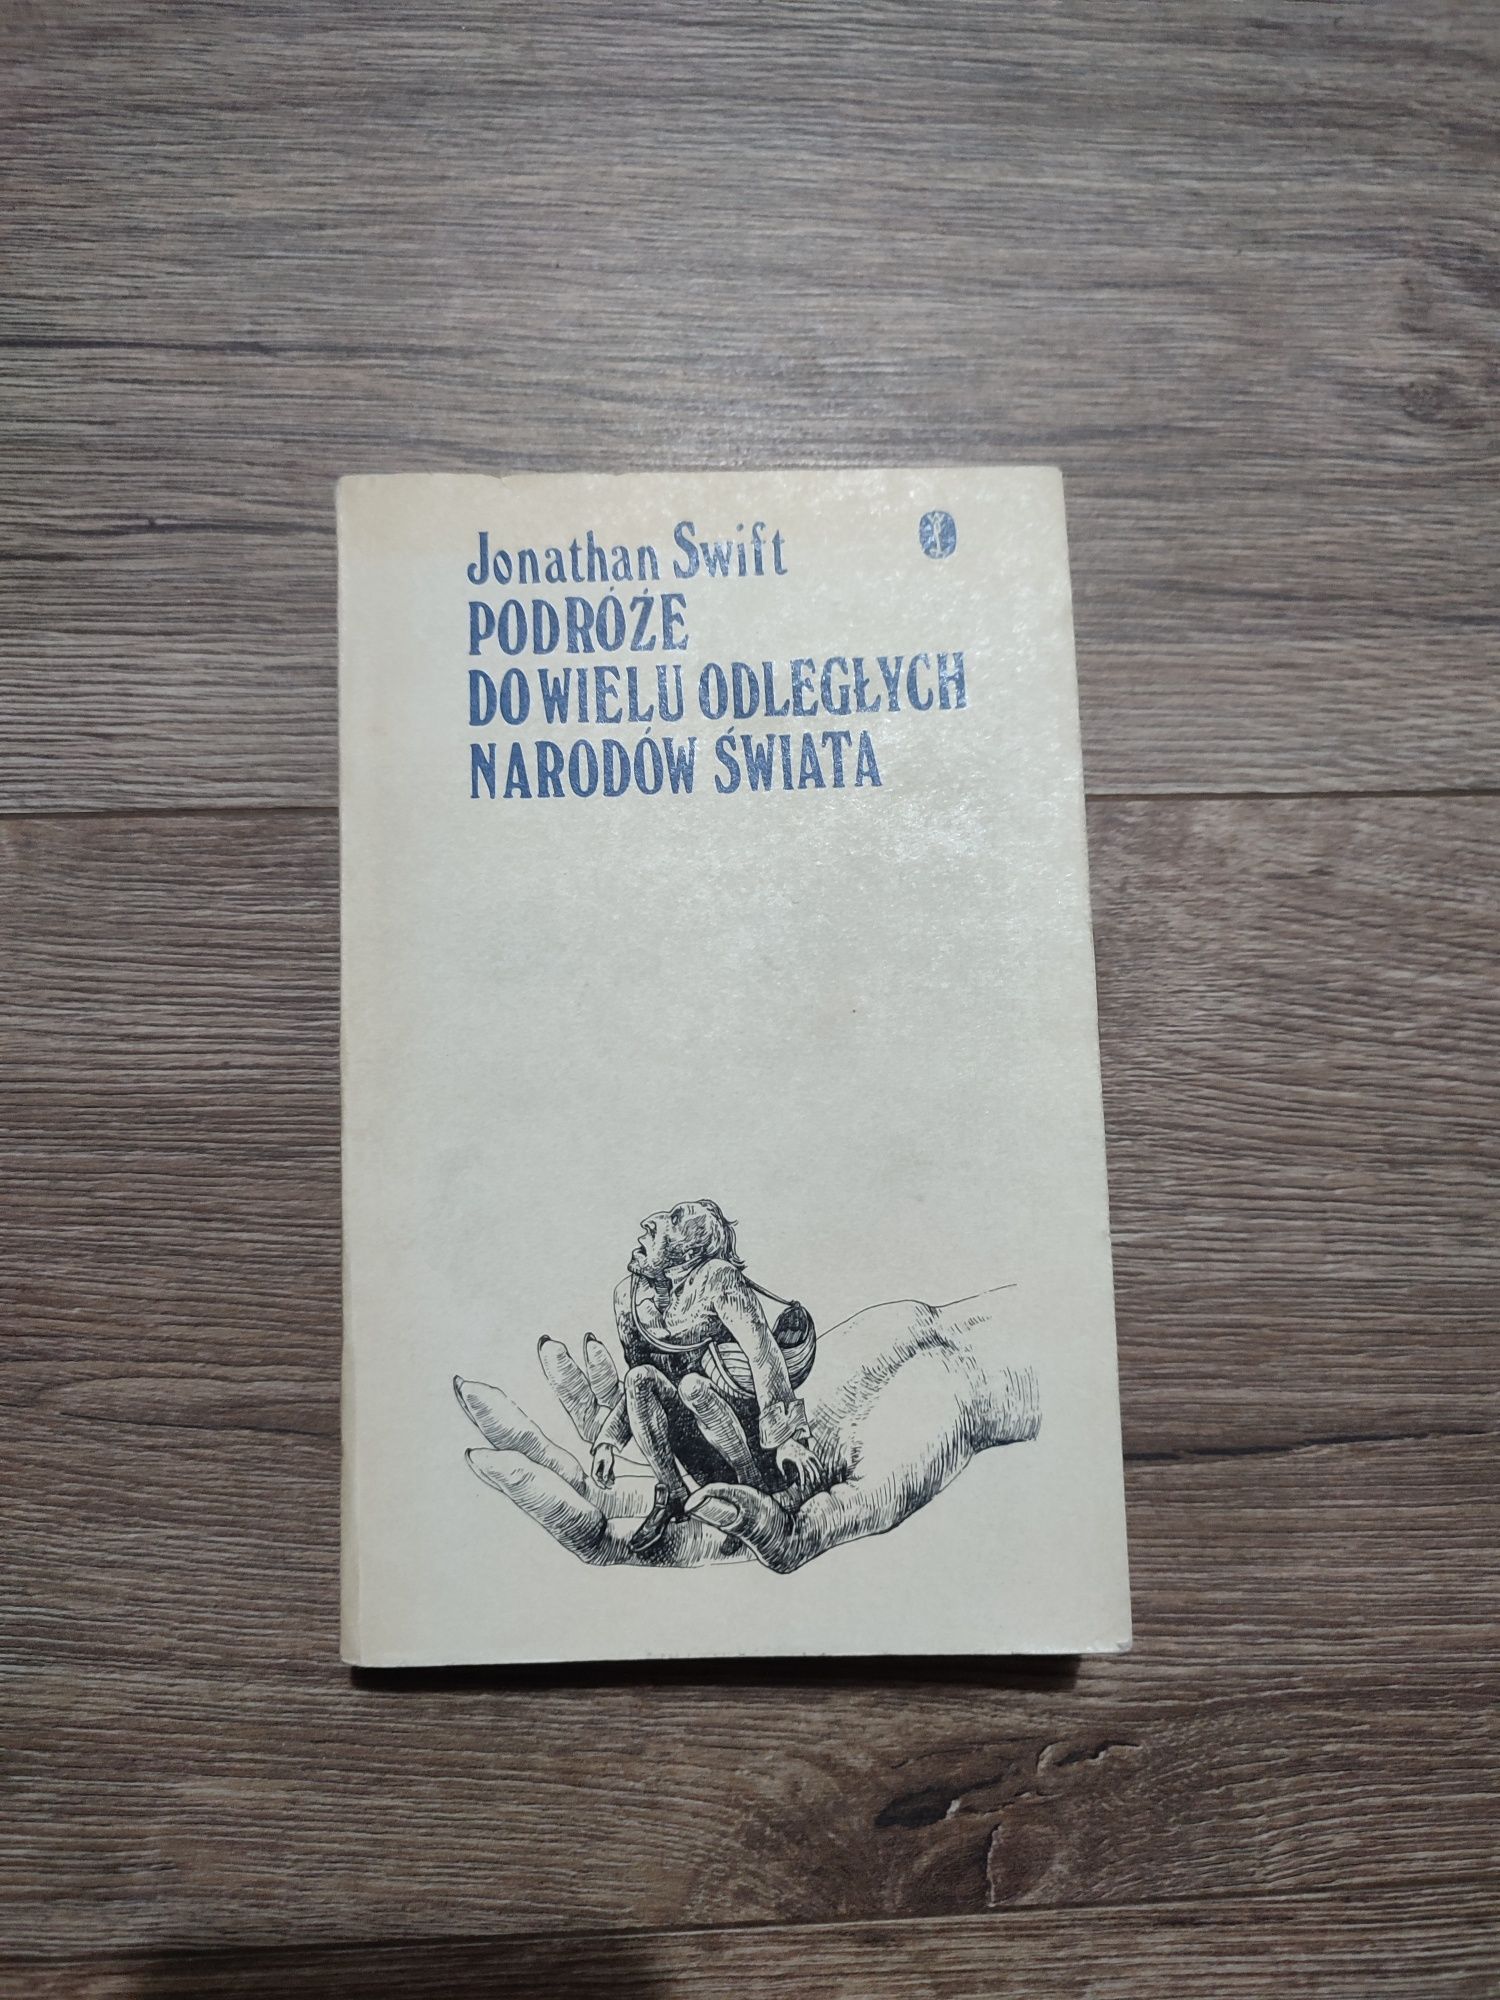 Jonathan Swift
PODRÓŻE
DO WIELU ODLEGŁYCH
NARODÓW ŚWIATA